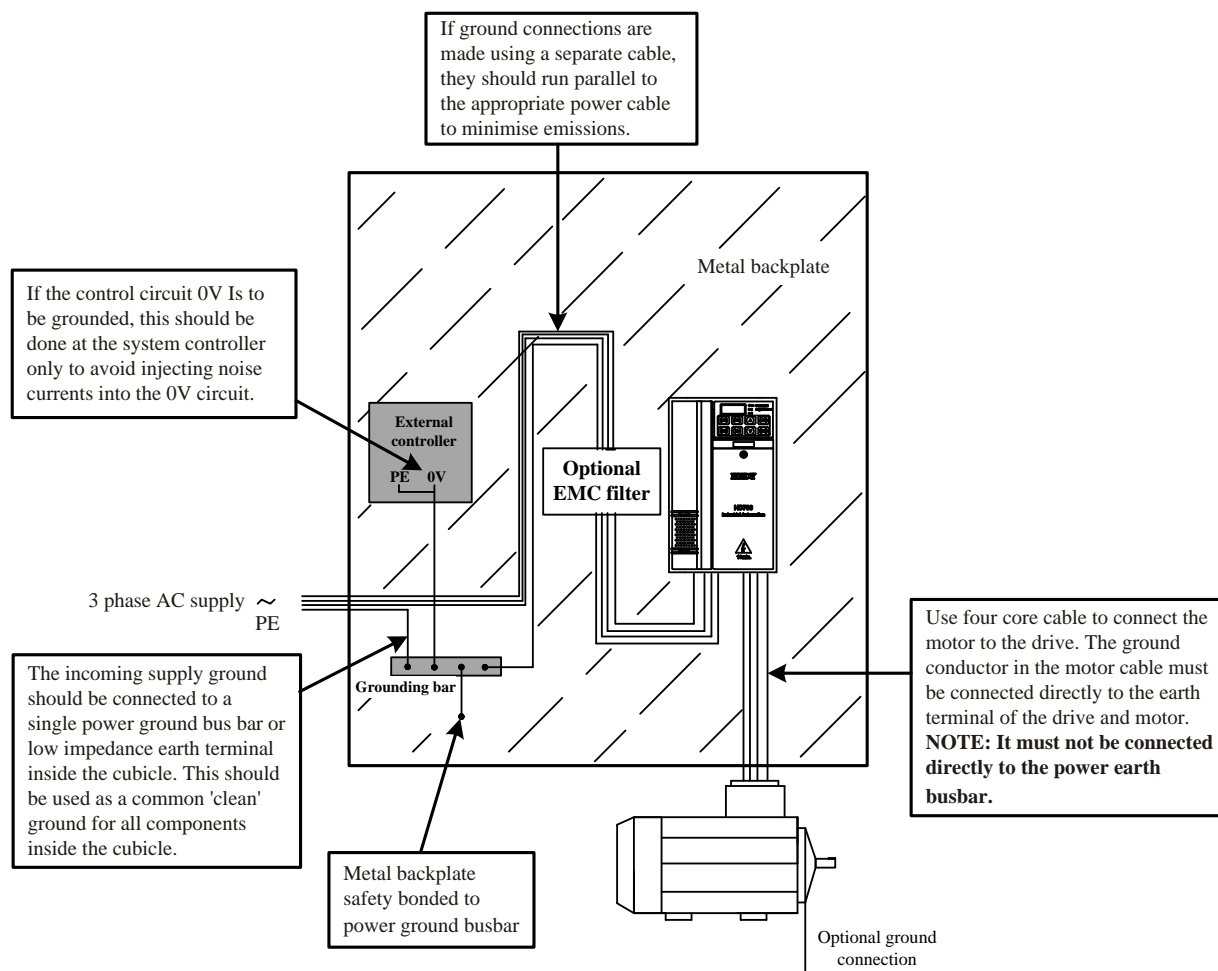 If ground connections are
made using a separate cable,
they should run parallel to
the appropriate power cable
to minimise emissions.
Metal backplate
If the control circuit 0V Is to
be grounded, this should be
done at the system controller
only to avoid injecting noise
currents into the 0V circuit.
External
controller
PE 0V
Optional
EMC filter
3 phase AC supply ~
PE
Grounding bar
The incoming supply ground
should be connected to a
single power ground bus bar or
low impedance earth terminal
inside the cubicle. This should
be used as a common 'clean'
ground for all components
inside the cubicle.
Use four core cable to connect the
motor to the drive. The ground
conductor in the motor cable must
be connected directly to the earth
terminal of the drive and motor.
NOTE: It must not be connected
directly to the power earth
busbar.
Metal backplate
safety bonded to
power ground busbar
Optional ground
connection